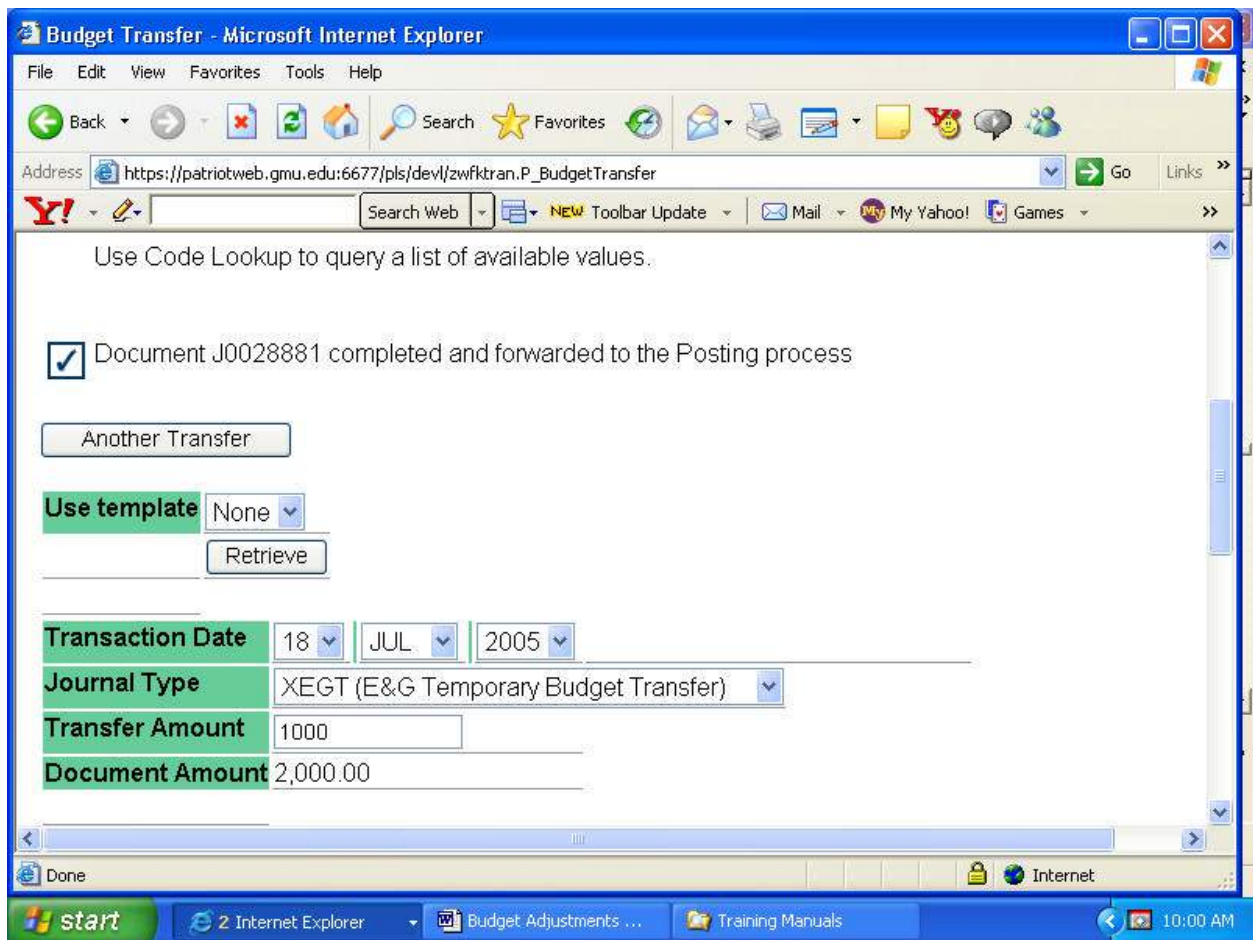 Budget Transfer - Microsoft Internet Explorer
File Edit View Favorites Tools Help
Back Search Favorites
Address https://patriotweb.gmu.edu:6677/pls/devl/zwfktran.P_BudgetTransfer Go Links »
Y! Search Web NEW Toolbar Update Mail My My Yahoo! Games »
Use Code Lookup to query a list of available values.
Document J0028881 completed and forwarded to the Posting process
Another Transfer
Use template None
Retrieve
Transaction Date 18 JUL 2005
Journal Type XEGT (E&G Temporary Budget Transfer)
Transfer Amount 1000
Document Amount 2,000.00
Done Internet
start 2 Internet Explorer Budget Adjustments ... Training Manuals 10:00 AM